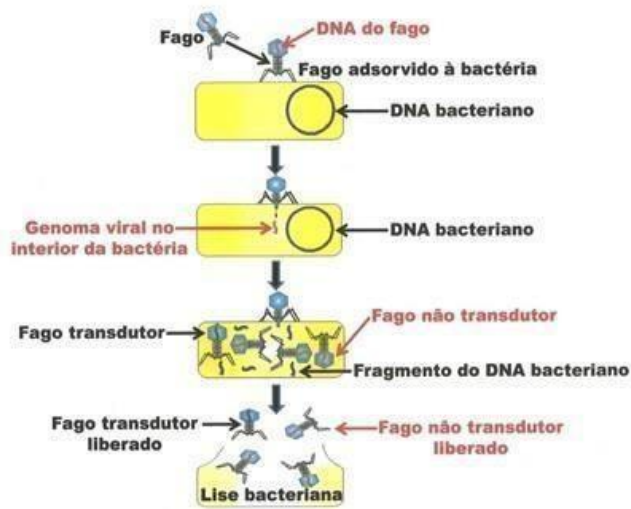 Fago
DNA do fago
Fago adsorvido à bactéria
DNA bacteriano
Genoma viral no
interior da bactéria
DNA bacteriano
Fago transdutor
Fago não transdutor
Fragmento do DNA bacteriano
Fago transdutor
liberado
Fago não transdutor
liberado
Lise bacteriana